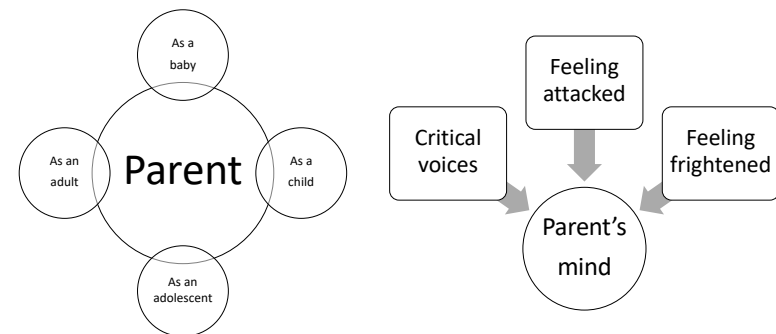 As a
baby
As an
adult
Parent
As a
child
As an
adolescent
Feeling
attacked
Critical
voices
Feeling
frightened
Parent's
mind